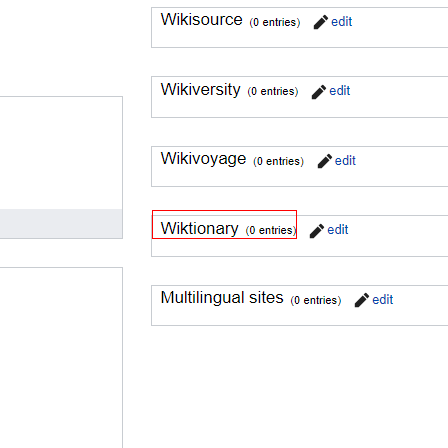 Wikisource (0 entries) edit
Wikiversity (0 entries) edit
Wikivoyage (0 entries) edit
Wiktionary (0 entries) edit
Multilingual sites (0 entries) edit